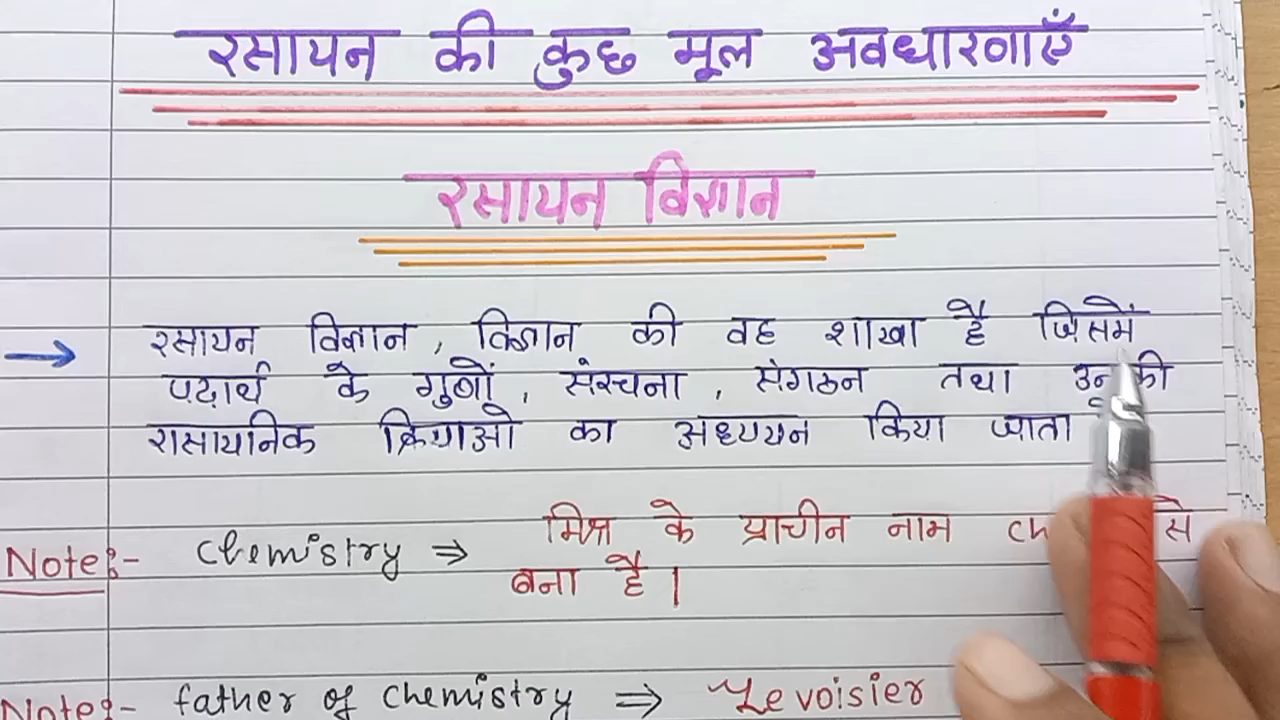 रसायन की कुछ मूल अवधारणाएँ
रसायन विज्ञान
रसायन विज्ञान, विज्ञान की वह शाखा है जिसमें
पदार्थ के गुणों, संरचना, संगठन तथा उनकी
रासायनिक क्रियाओ का अध्ययन किया जाता
Note:- Chemistry ⇒ मिस्र के प्राचीन नाम से
बना है।
Note:- father of chemistry ⇒ Levoisier